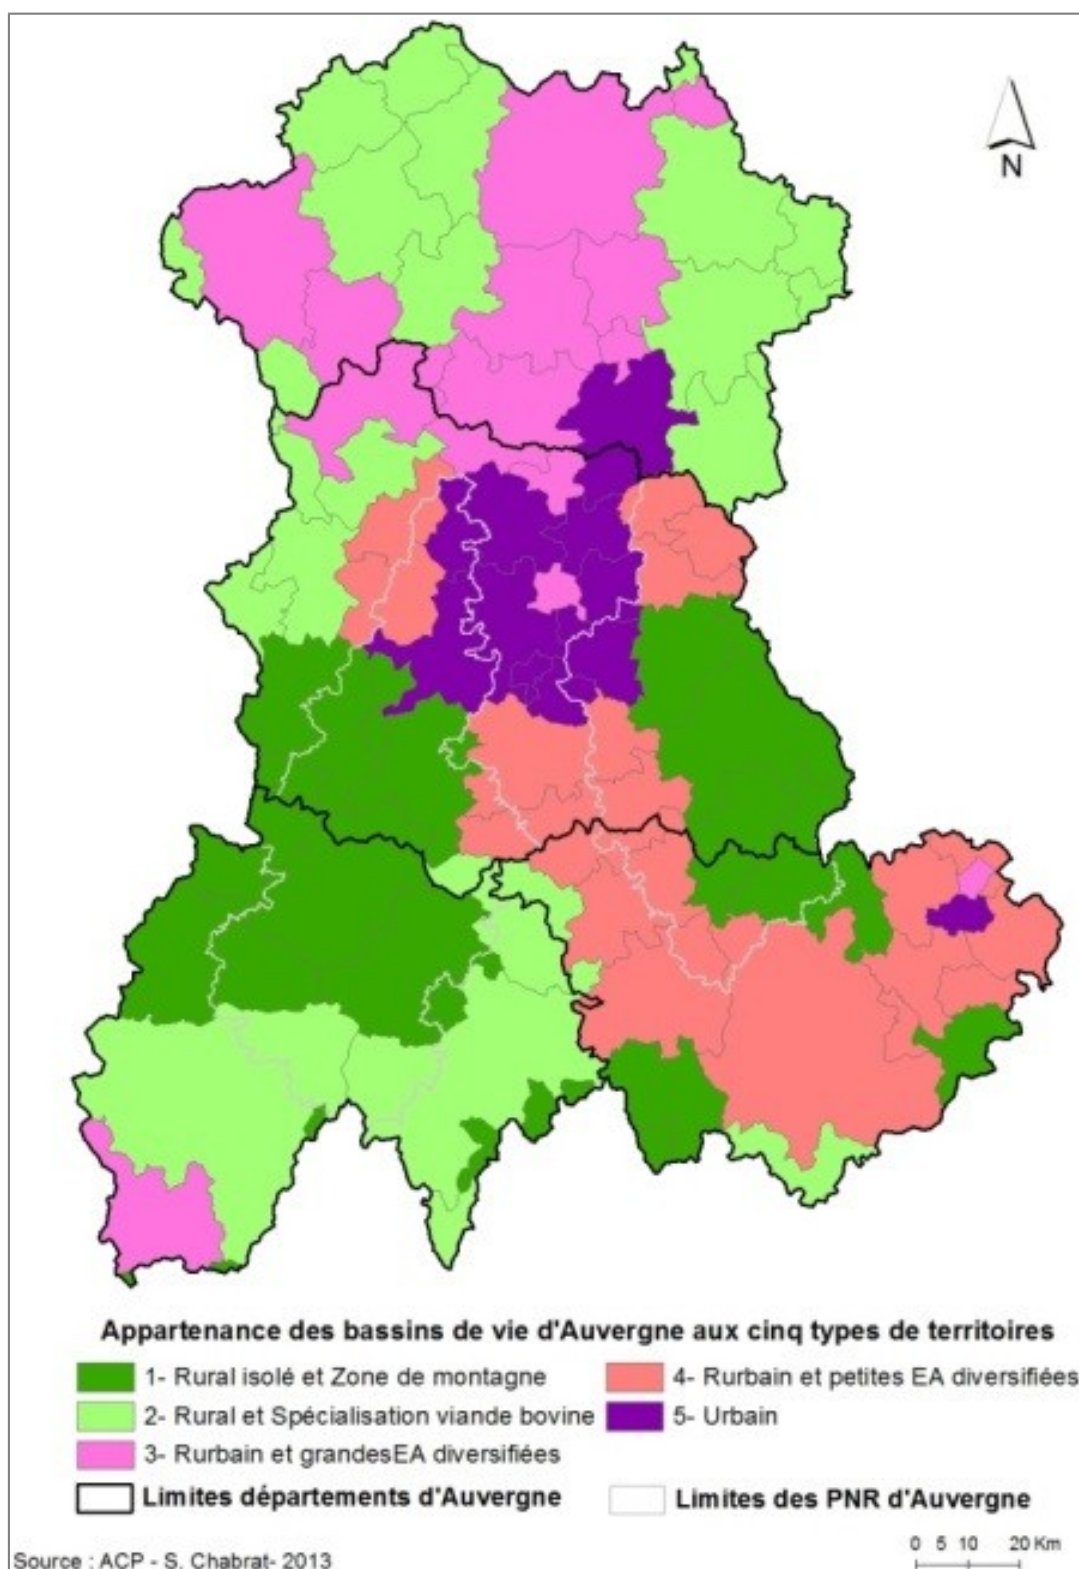 N
Appartenance des bassins de vie d'Auvergne aux cinq types de territoires
1- Rural isolé et Zone de montagne
2- Rural et Spécialisation viande bovine
3- Rurbain et grandesEA diversifiées
4- Rurbain et petites EA diversifiées
5- Urbain
Limites départements d'Auvergne
Limites des PNR d'Auvergne
0 5 10 20 Km
Source : ACP - S. Chabrat- 2013